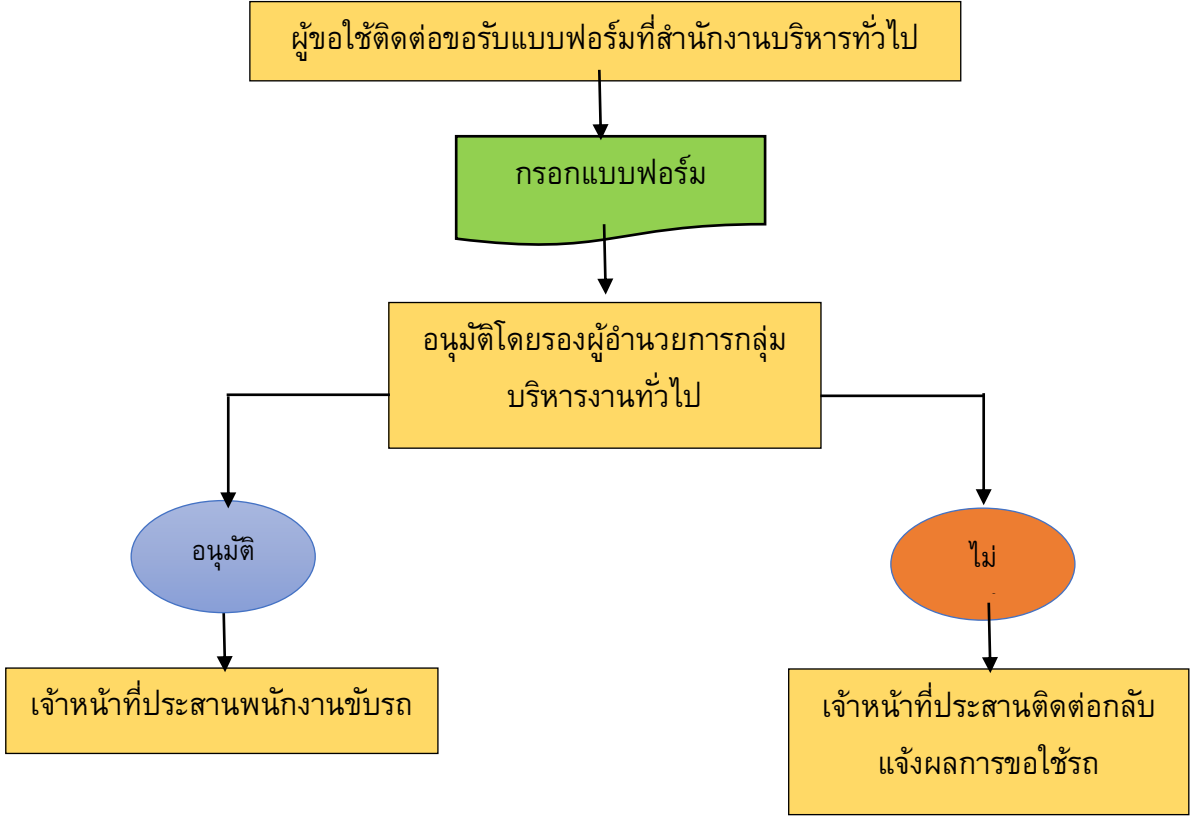 ผู้ขอใช้ติดต่อขอรับแบบฟอร์มที่สำนักงานบริหารทั่วไป
กรอกแบบฟอร์ม
อนุมัติโดยรองผู้อำนวยการกลุ่ม
บริหารงานทั่วไป
อนุมัติ
ไม่
เจ้าหน้าที่ประสานพนักงานขับรถ
เจ้าหน้าที่ประสานติดต่อกลับ
แจ้งผลการขอใช้รถ